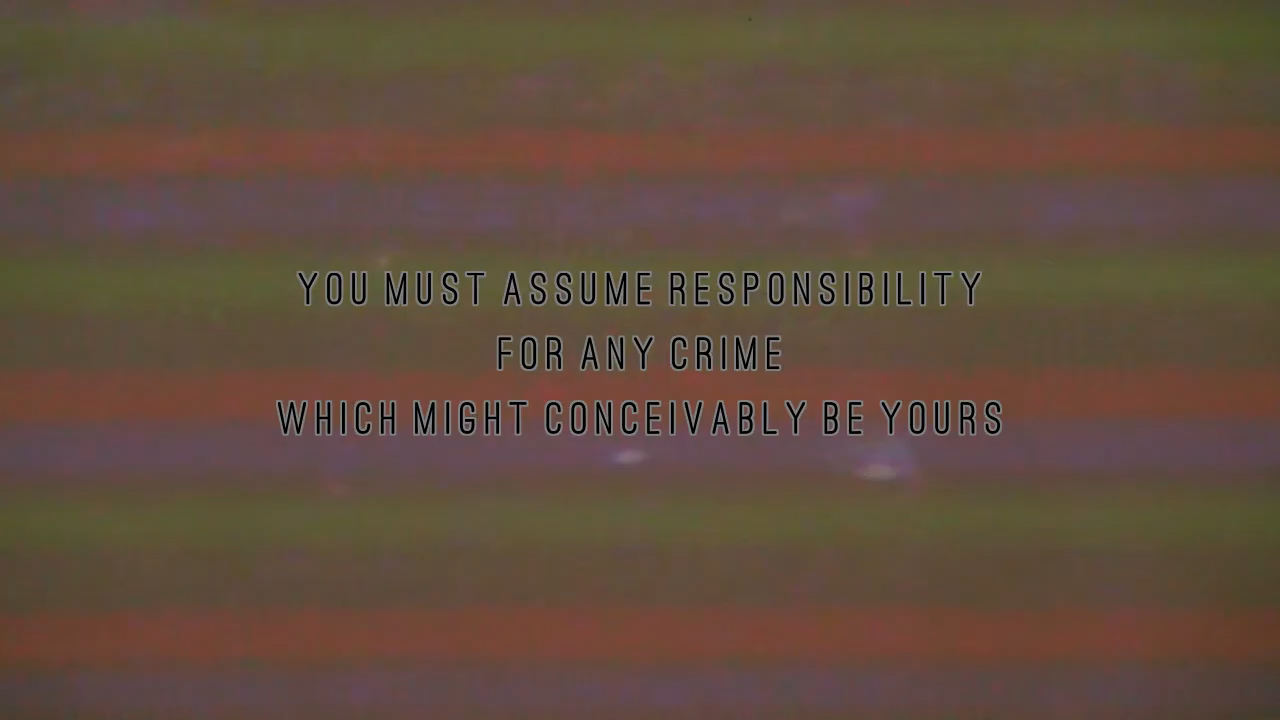 YOU MUST ASSUME RESPONSIBILITY
FOR ANY CRIME
WHICH MIGHT CONCEIVABLY BE YOURS